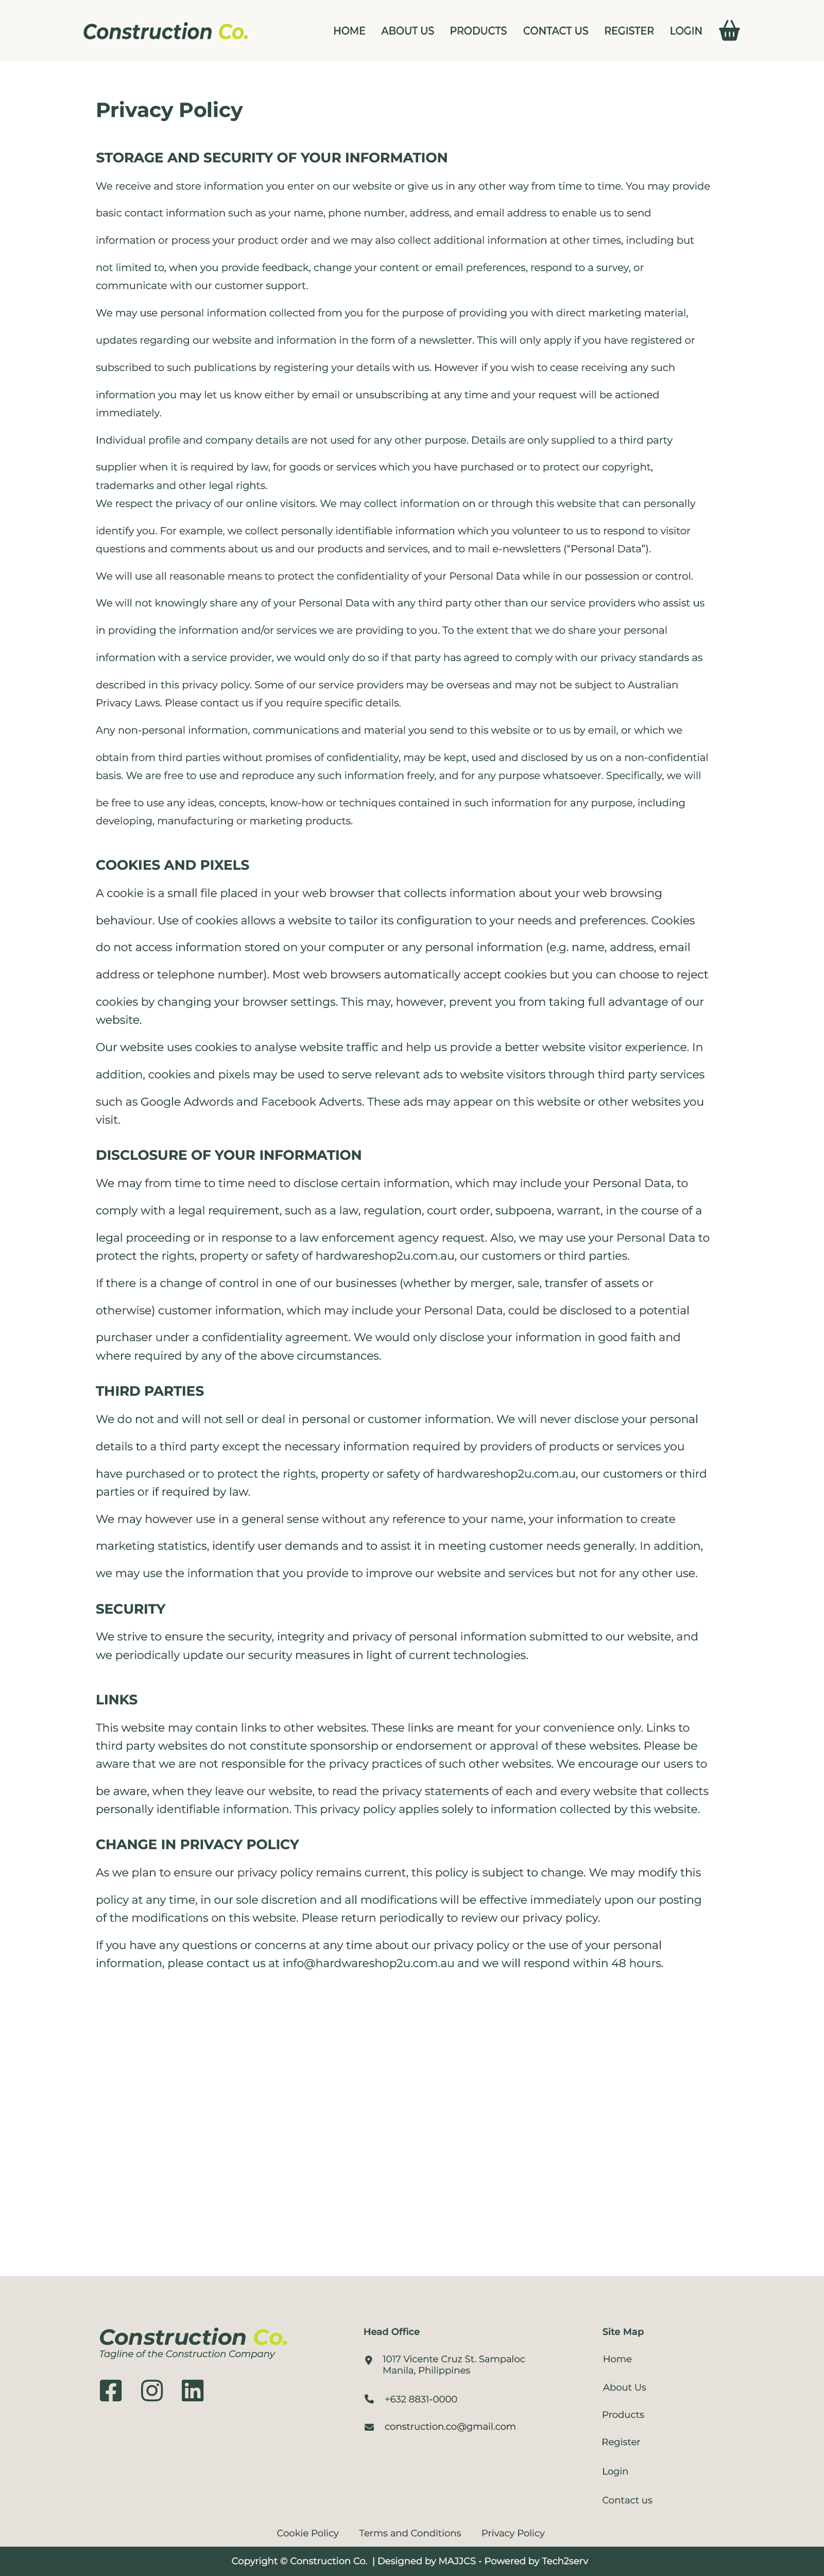 Construction Co.
HOME ABOUT US PRODUCTS CONTACT US REGISTER LOGIN
Privacy Policy
STORAGE AND SECURITY OF YOUR INFORMATION
We receive and store information you enter on our website or give us in any other way from time to time. You may provide
basic contact information such as your name, phone number, address, and email address to enable us to send
information or process your product order and we may also collect additional information at other times, including but
not limited to, when you provide feedback, change your content or email preferences, respond to a survey, or
communicate with our customer support.
We may use personal information collected from you for the purpose of providing you with direct marketing material,
updates regarding our website and information in the form of a newsletter. This will only apply if you have registered or
subscribed to such publications by registering your details with us. However if you wish to cease receiving any such
information you may let us know either by email or unsubscribing at any time and your request will be actioned
immediately.
Individual profile and company details are not used for any other purpose. Details are only supplied to a third party
supplier when it is required by law, for goods or services which you have purchased or to protect our copyright,
trademarks and other legal rights.
We respect the privacy of our online visitors. We may collect information on or through this website that can personally
identify you. For example, we collect personally identifiable information which you volunteer to us to respond to visitor
questions and comments about us and our products and services, and to mail e-newsletters (“Personal Data”).
We will use all reasonable means to protect the confidentiality of your Personal Data while in our possession or control.
We will not knowingly share any of your Personal Data with any third party other than our service providers who assist us
in providing the information and/or services we are providing to you. To the extent that we do share your personal
information with a service provider, we would only do so if that party has agreed to comply with our privacy standards as
described in this privacy policy. Some of our service providers may be overseas and may not be subject to Australian
Privacy Laws. Please contact us if you require specific details.
Any non-personal information, communications and material you send to this website or to us by email, or which we
obtain from third parties without promises of confidentiality, may be kept, used and disclosed by us on a non-confidential
basis. We are free to use and reproduce any such information freely, and for any purpose whatsoever. Specifically, we will
be free to use any ideas, concepts, know-how or techniques contained in such information for any purpose, including
developing, manufacturing or marketing products.
COOKIES AND PIXELS
A cookie is a small file placed in your web browser that collects information about your web browsing
behaviour. Use of cookies allows a website to tailor its configuration to your needs and preferences. Cookies
do not access information stored on your computer or any personal information (e.g. name, address, email
address or telephone number). Most web browsers automatically accept cookies but you can choose to reject
cookies by changing your browser settings. This may, however, prevent you from taking full advantage of our
website.
Our website uses cookies to analyse website traffic and help us provide a better website visitor experience. In
addition, cookies and pixels may be used to serve relevant ads to website visitors through third party services
such as Google Adwords and Facebook Adverts. These ads may appear on this website or other websites you
visit.
DISCLOSURE OF YOUR INFORMATION
We may from time to time need to disclose certain information, which may include your Personal Data, to
comply with a legal requirement, such as a law, regulation, court order, subpoena, warrant, in the course of a
legal proceeding or in response to a law enforcement agency request. Also, we may use your Personal Data to
protect the rights, property or safety of hardwareshop2u.com.au, our customers or third parties.
If there is a change of control in one of our businesses (whether by merger, sale, transfer of assets or
otherwise) customer information, which may include your Personal Data, could be disclosed to a potential
purchaser under a confidentiality agreement. We would only disclose your information in good faith and
where required by any of the above circumstances.
THIRD PARTIES
We do not and will not sell or deal in personal or customer information. We will never disclose your personal
details to a third party except the necessary information required by providers of products or services you
have purchased or to protect the rights, property or safety of hardwareshop2u.com.au, our customers or third
parties or if required by law.
We may however use in a general sense without any reference to your name, your information to create
marketing statistics, identify user demands and to assist it in meeting customer needs generally. In addition,
we may use the information that you provide to improve our website and services but not for any other use.
SECURITY
We strive to ensure the security, integrity and privacy of personal information submitted to our website, and
we periodically update our security measures in light of current technologies.
LINKS
This website may contain links to other websites. These links are meant for your convenience only. Links to
third party websites do not constitute sponsorship or endorsement or approval of these websites. Please be
aware that we are not responsible for the privacy practices of such other websites. We encourage our users to
be aware, when they leave our website, to read the privacy statements of each and every website that collects
personally identifiable information. This privacy policy applies solely to information collected by this website.
CHANGE IN PRIVACY POLICY
As we plan to ensure our privacy policy remains current, this policy is subject to change. We may modify this
policy at any time, in our sole discretion and all modifications will be effective immediately upon our posting
of the modifications on this website. Please return periodically to review our privacy policy.
If you have any questions or concerns at any time about our privacy policy or the use of your personal
information, please contact us at info@hardwareshop2u.com.au and we will respond within 48 hours.
Construction Co.
Tagline of the Construction Company
Head Office
1017 Vicente Cruz St. Sampaloc
Manila, Philippines
+632 8831-0000
construction.co@gmail.com
Site Map
Home
About Us
Products
Register
Login
Contact us
Cookie Policy Terms and Conditions Privacy Policy
Copyright © Construction Co. | Designed by MAJJCS - Powered by Tech2serv